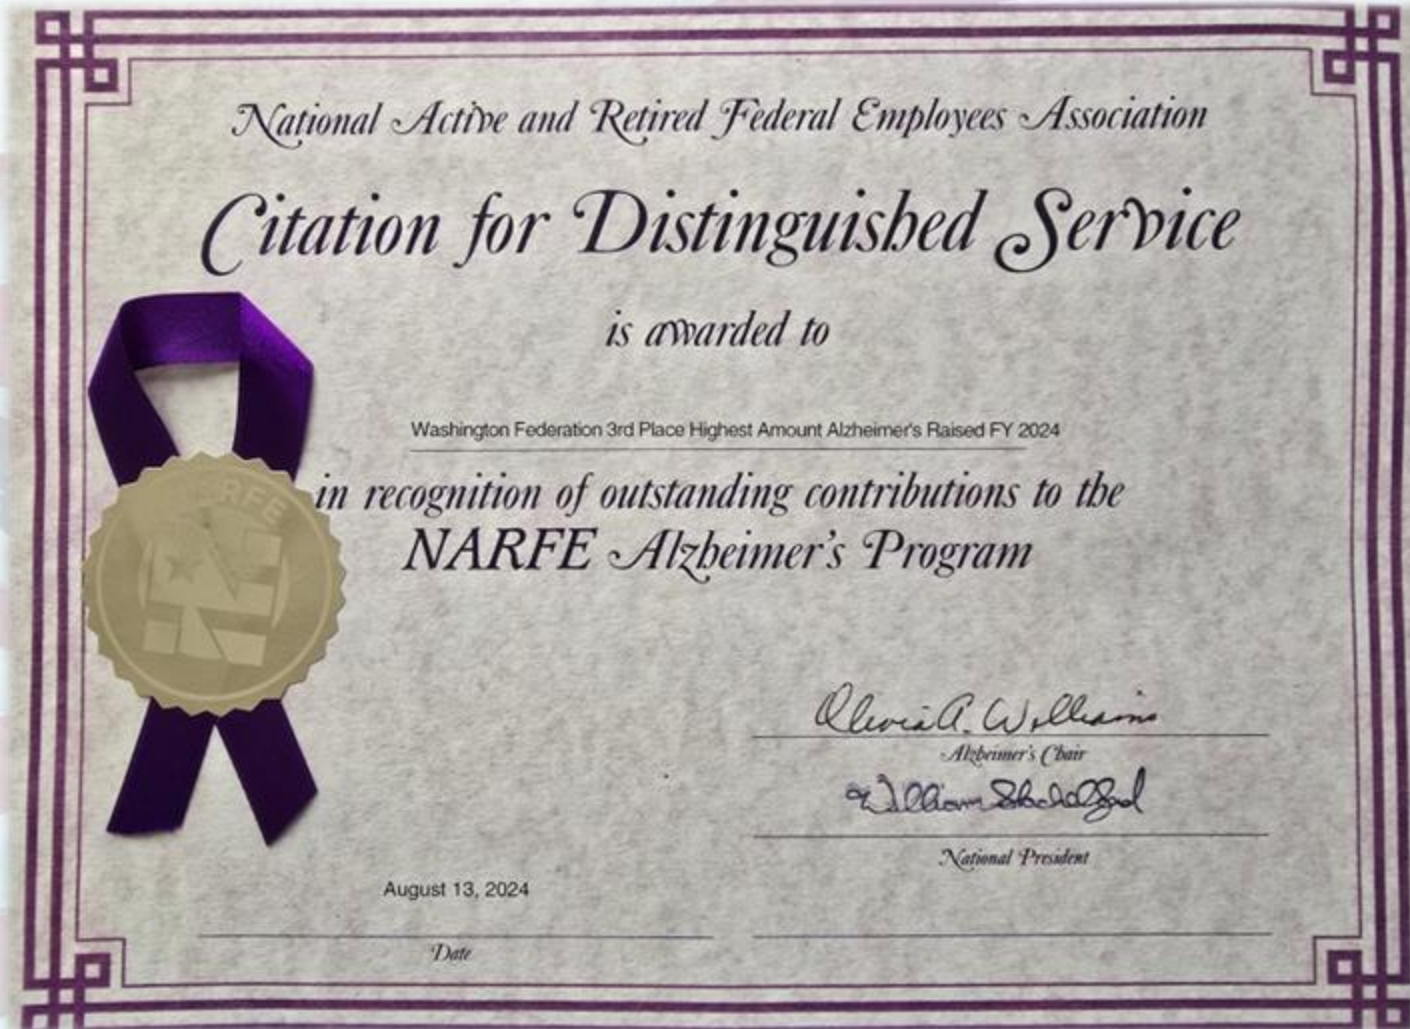 National Active and Retired Federal Employees Association
Citation for Distinguished Service
is awarded to
Washington Federation 3rd Place Highest Amount Alzheimer's Raised FY 2024
in recognition of outstanding contributions to the
NARFE Alzheimer's Program
RFE
Olivia A. Williams
Alzheimer's Chair
William
National President
August 13, 2024
Date